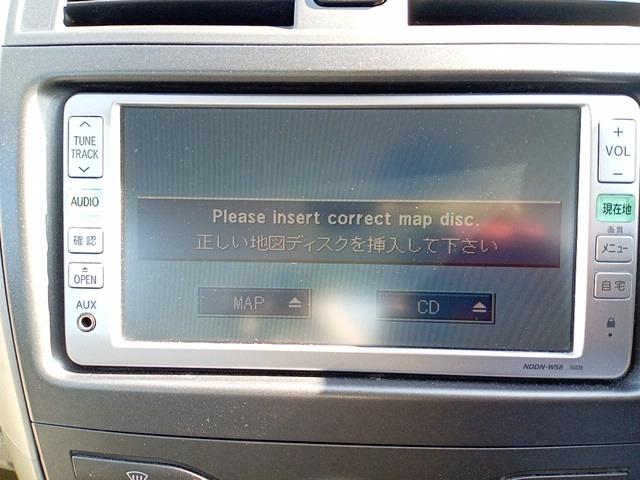 TUNE
TRACK
AUDIO
確認
OPEN
AUX
Please insert correct map disc.
正しい地図ディスクを挿入して下さい
MAP
CD
+
VOL
-
現在地
画質
メニュー
自宅
NDDN-W58